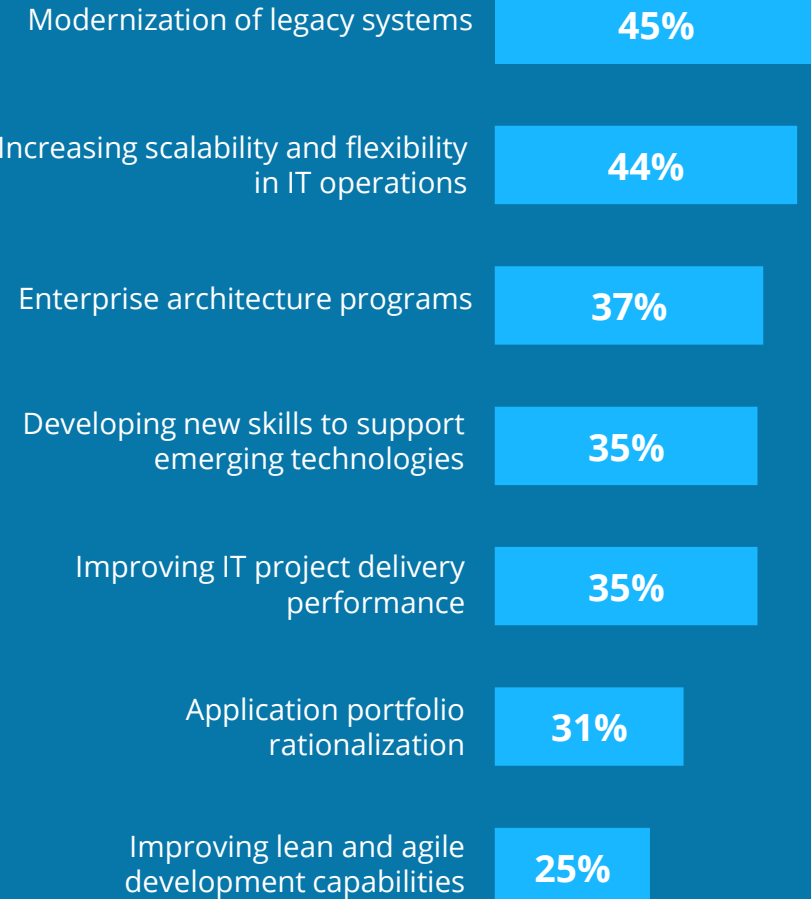 Modernization of legacy systems
45%
Increasing scalability and flexibility
in IT operations
44%
Enterprise architecture programs
37%
Developing new skills to support
emerging technologies
35%
Improving IT project delivery
performance
35%
Application portfolio
rationalization
31%
Improving lean and agile
development capabilities
25%